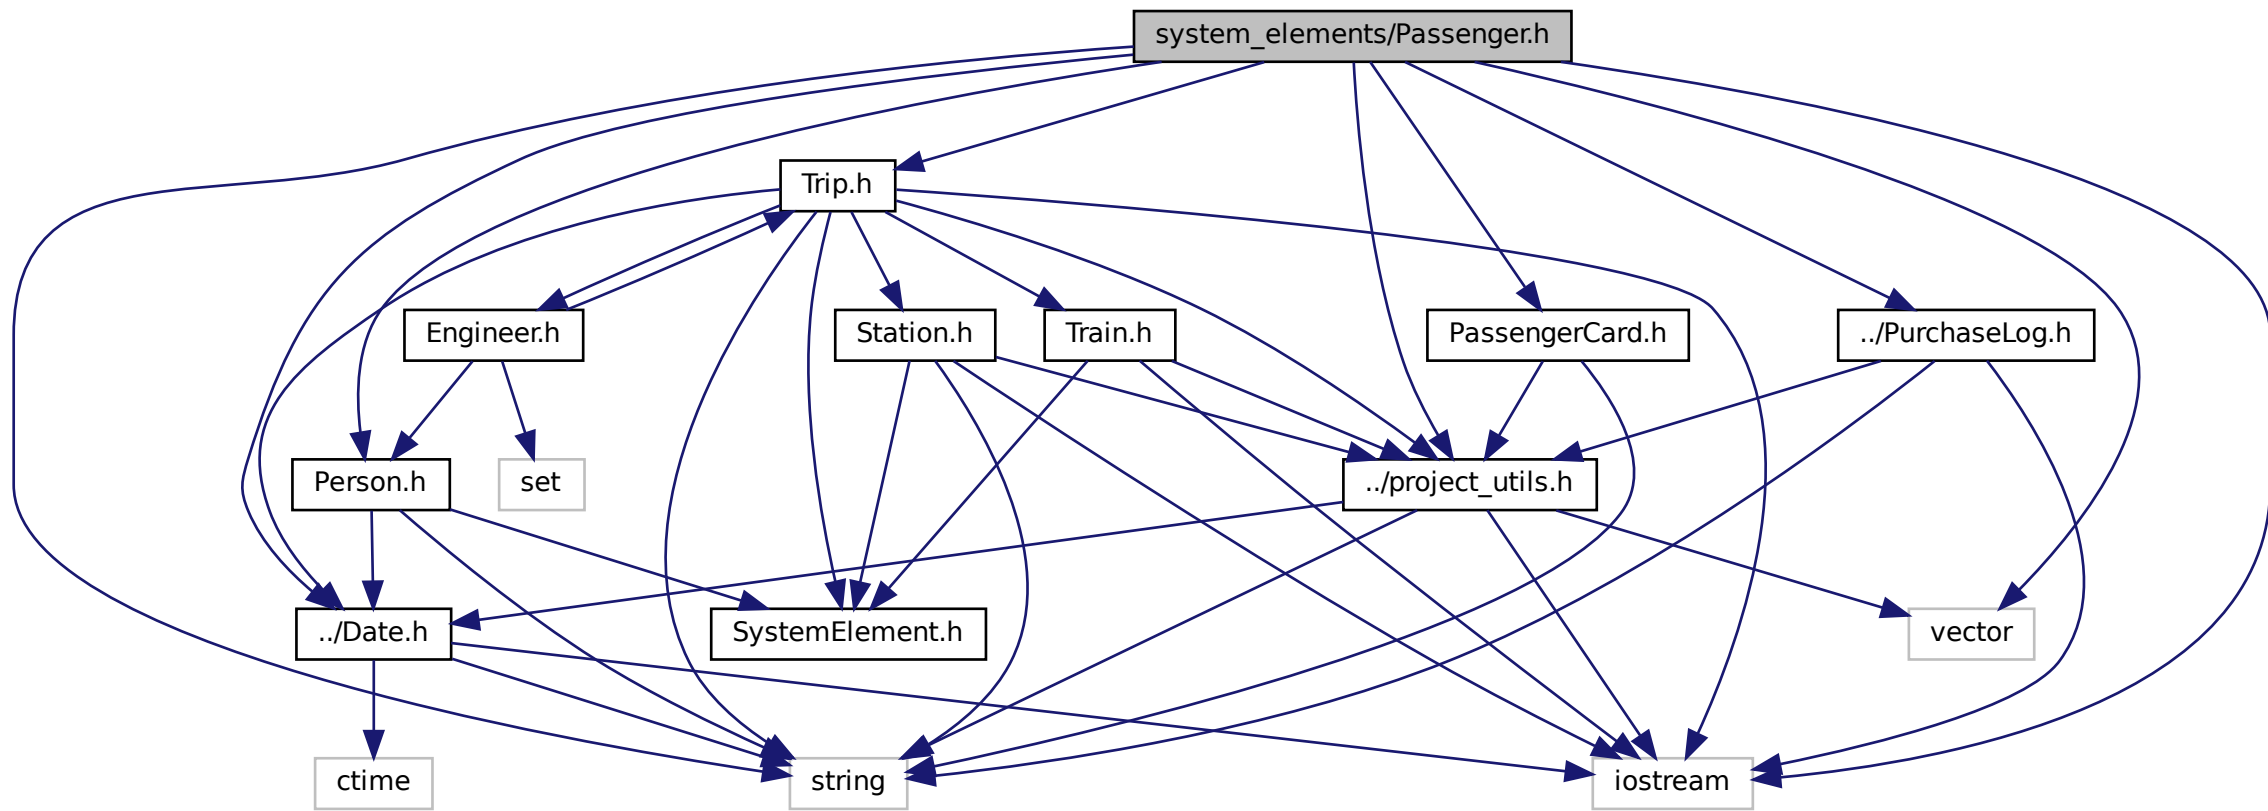 system_elements/Passenger.h
Trip.h
Engineer.h
Station.h
Train.h
PassengerCard.h
../PurchaseLog.h
Person.h
set
../project_utils.h
../Date.h
SystemElement.h
vector
ctime
string
iostream